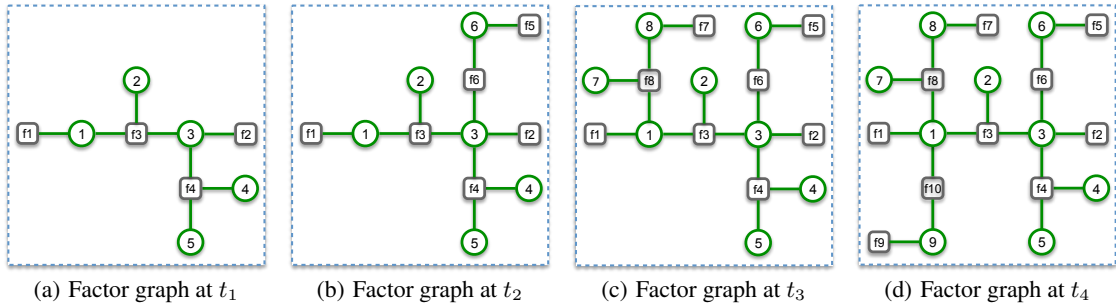 2
f1 1 f3 3 f2
f4 4
5
(a) Factor graph at t₁
6 f5
2 f6
f1 1 f3 3 f2
f4 4
5
(b) Factor graph at t₂
8 f7 6 f5
7 f8 2 f6
f1 1 f3 3 f2
f4 4
5
(c) Factor graph at t₃
8 f7 6 f5
7 f8 2 f6
f1 1 f3 3 f2
f10 f4 4
f9 9 5
(d) Factor graph at t₄